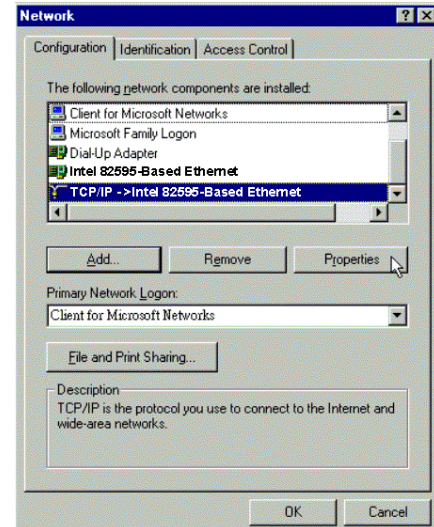 Network
Configuration Identification Access Control
The following network components are installed:
Client for Microsoft Networks
Microsoft Family Logon
Dial-Up Adapter
Intel 82595-Based Ethernet
TCP/IP ->Intel 82595-Based Ethernet
Add... Remove Properties
Primary Network Logon:
Client for Microsoft Networks
File and Print Sharing...
Description
TCP/IP is the protocol you use to connect to the Internet and
wide-area networks.
OK Cancel